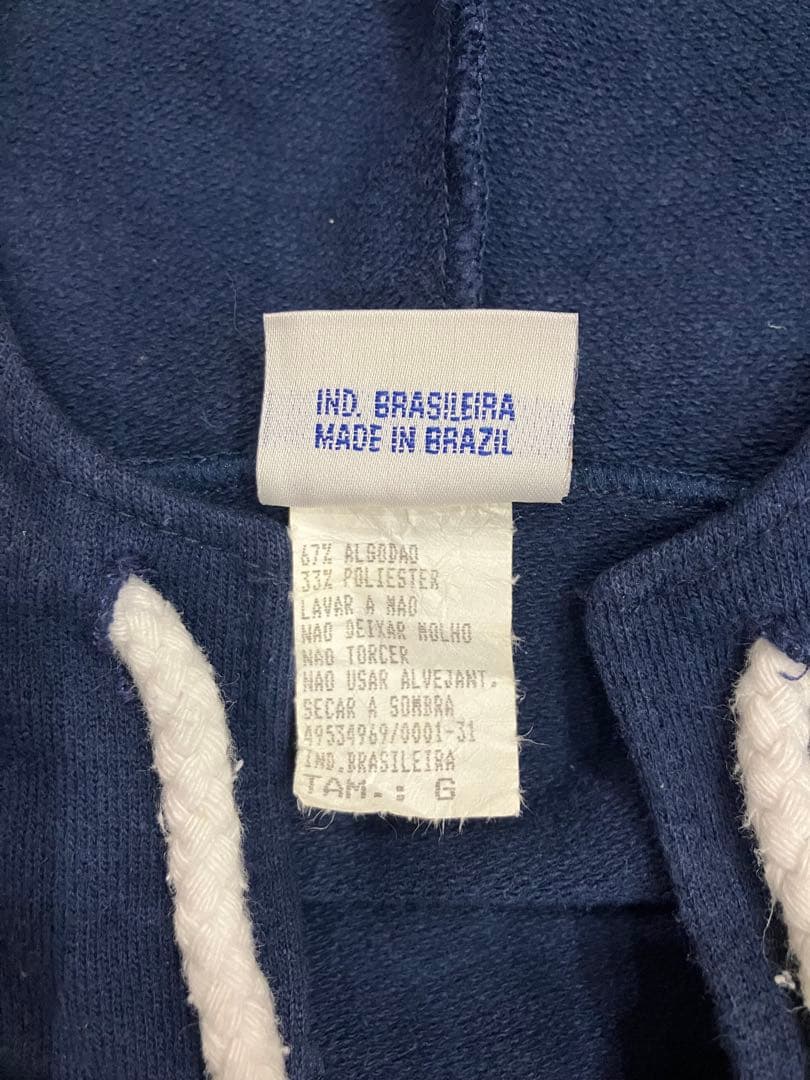 IND. BRASILEIRA
MADE IN BRAZIL
67% ALGODAO
33% POLIESTER
LAVAR A MAO
NAO DEIXAR MOLHO
NAO TORCER
NAO USAR ALVEJANT.
SECAR A SOMBRA
49534969/0001-31
IND.BRASILEIRA
TAM.: G